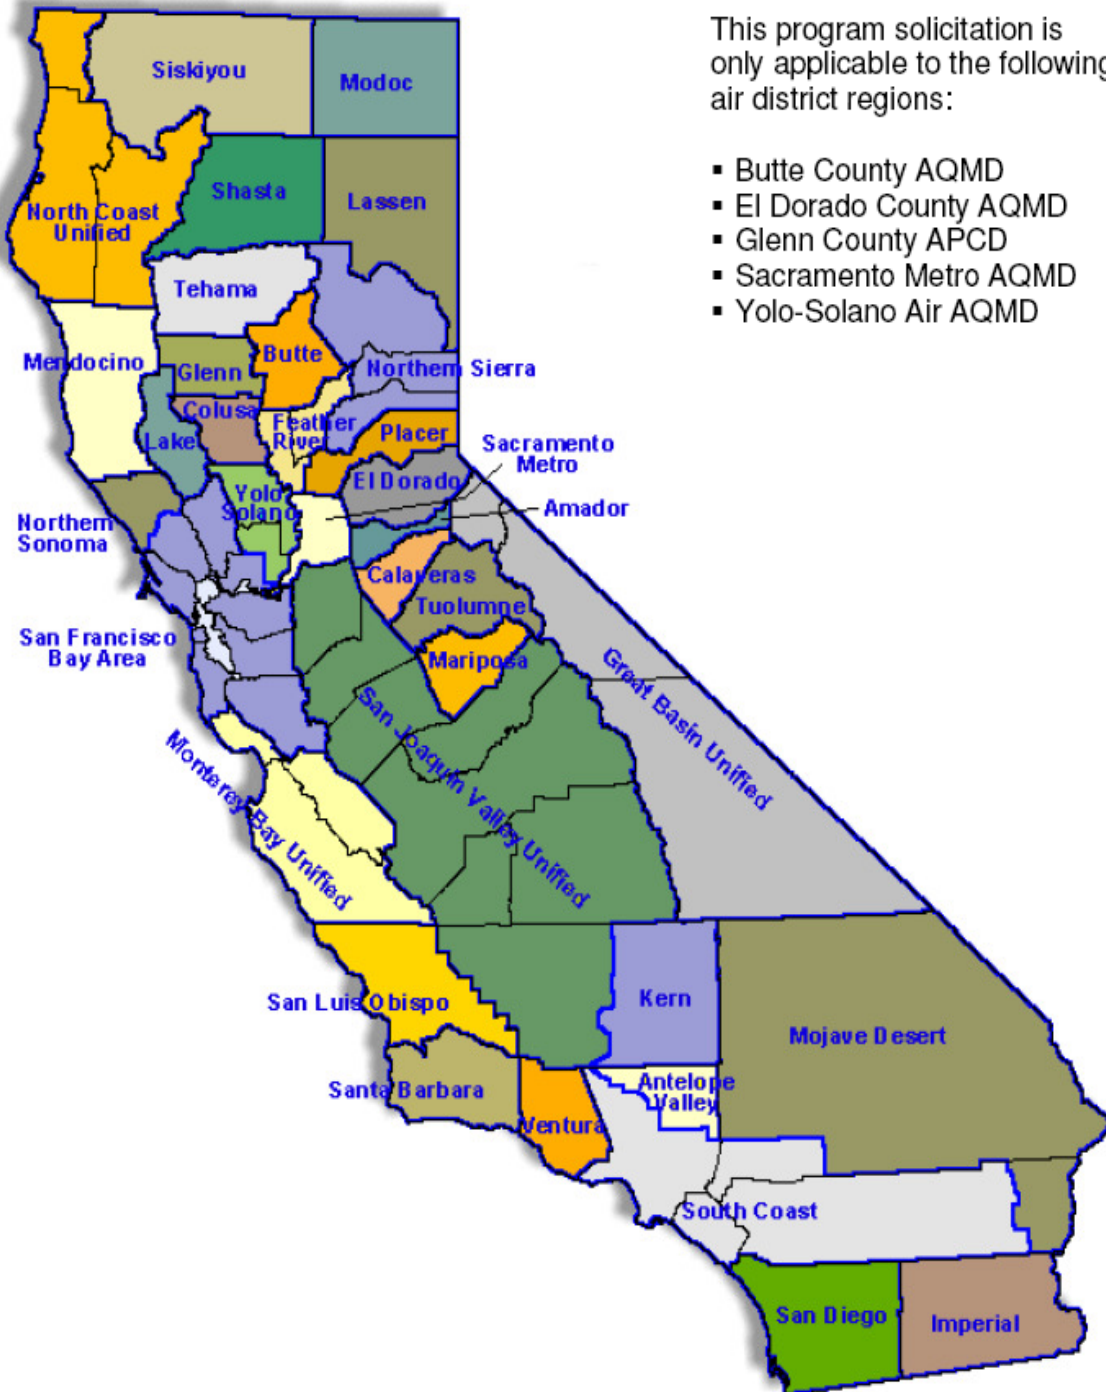 This program solicitation is
only applicable to the following
air district regions:
▪ Butte County AQMD
▪ El Dorado County AQMD
▪ Glenn County APCD
▪ Sacramento Metro AQMD
▪ Yolo-Solano Air AQMD
Siskiyou
Modoc
Shasta
Lassen
North Coast
Unified
Tehama
Mendocino
Glenn
Butte
Northern Sierra
Colusa
Lake
Feather
River
Placer
Sacramento
Metro
El Dorado
Yolo
Solano
Amador
Northern
Sonoma
Calaveras
Tuolumne
San Francisco
Bay Area
Mariposa
Great Basin Unified
San Joaquin Valley Unified
Monterey Bay Unified
San Luis Obispo
Kern
Mojave Desert
Santa Barbara
Antelope
Valley
Ventura
South Coast
San Diego
Imperial